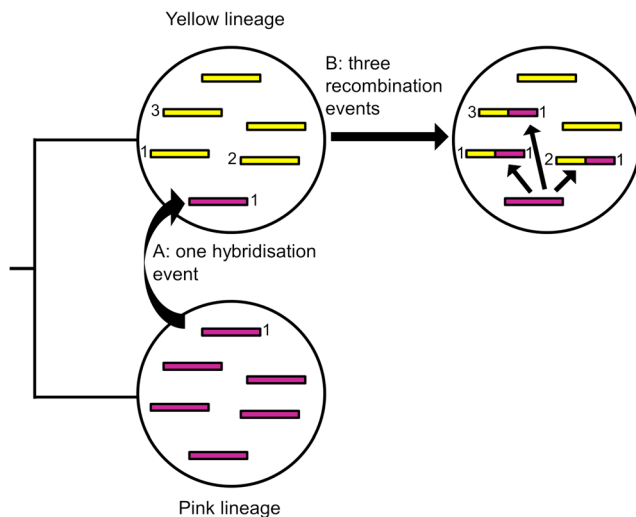 Yellow lineage
B: three
recombination
events
3
1
2
1
3 1
1 1
2 1
A: one hybridisation
event
1
Pink lineage